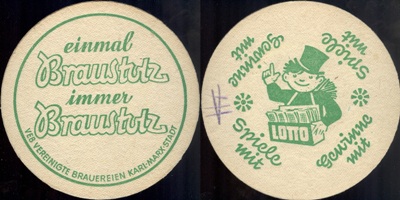 einmal
Braustolz
immer
Braustolz
VEB VEREINIGTE BRAUEREIEN KARL-MARX-STADT
Spiele mit
Gewinne mit
Spiele mit
Gewinne mit
LOTTO